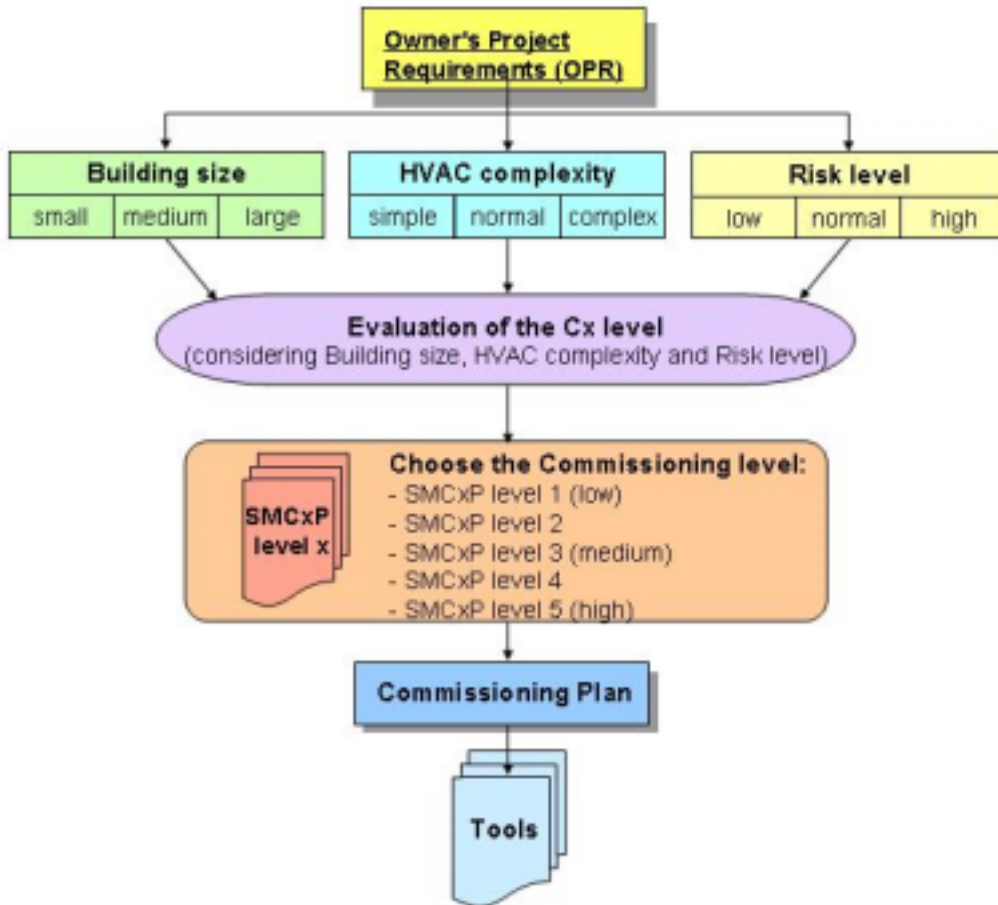 Owner's Project
Requirements (OPR)
Building size
small medium large
HVAC complexity
simple normal complex
Risk level
low normal high
Evaluation of the Cx level
(considering Building size, HVAC complexity and Risk level)
SMCxP
level x
Choose the Commissioning level:
- SMCxP level 1 (low)
- SMCxP level 2
- SMCxP level 3 (medium)
- SMCxP level 4
- SMCxP level 5 (high)
Commissioning Plan
Tools